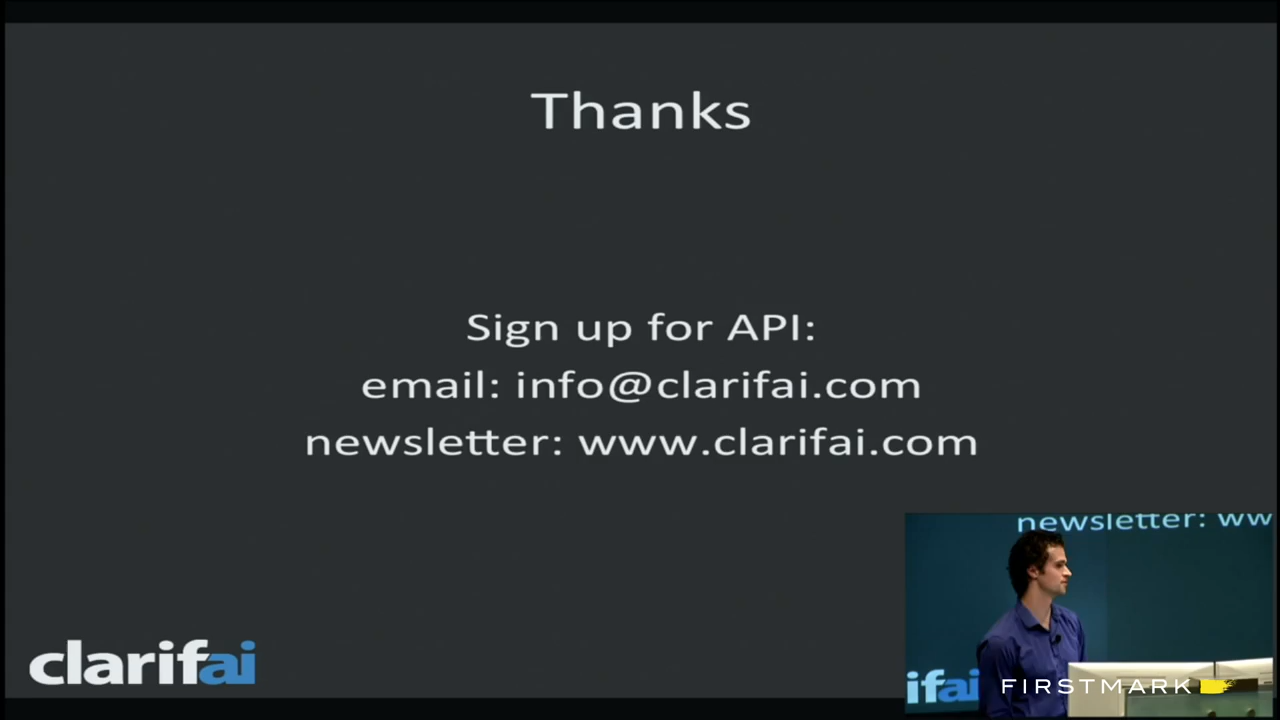 Thanks
Sign up for API:
email: info@clarifai.com
newsletter: www.clarifai.com
clarifai
newsletter: ww
ifai
FIRSTMARK